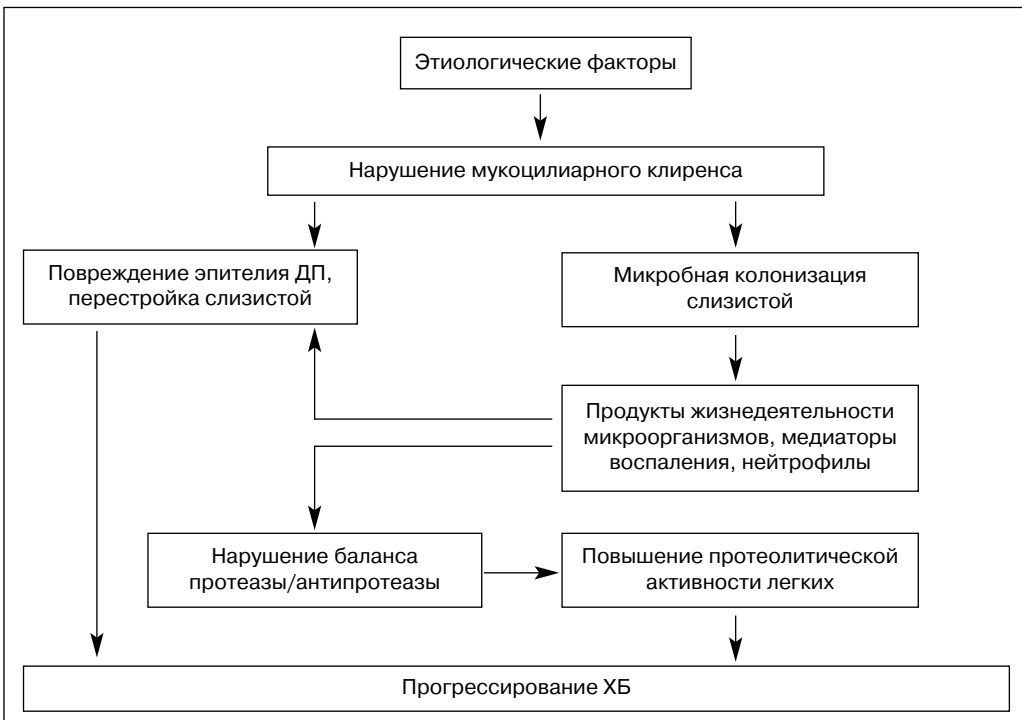 Этиологические факторы
Нарушение мукоцилиарного клиренса
Повреждение эпителия ДП,
перестройка слизистой
Микробная колонизация
слизистой
Продукты жизнедеятельности
микроорганизмов, медиаторы
воспаления, нейтрофилы
Нарушение баланса
протеазы/антипротеазы
Повышение протеолитической
активности легких
Прогрессирование ХБ